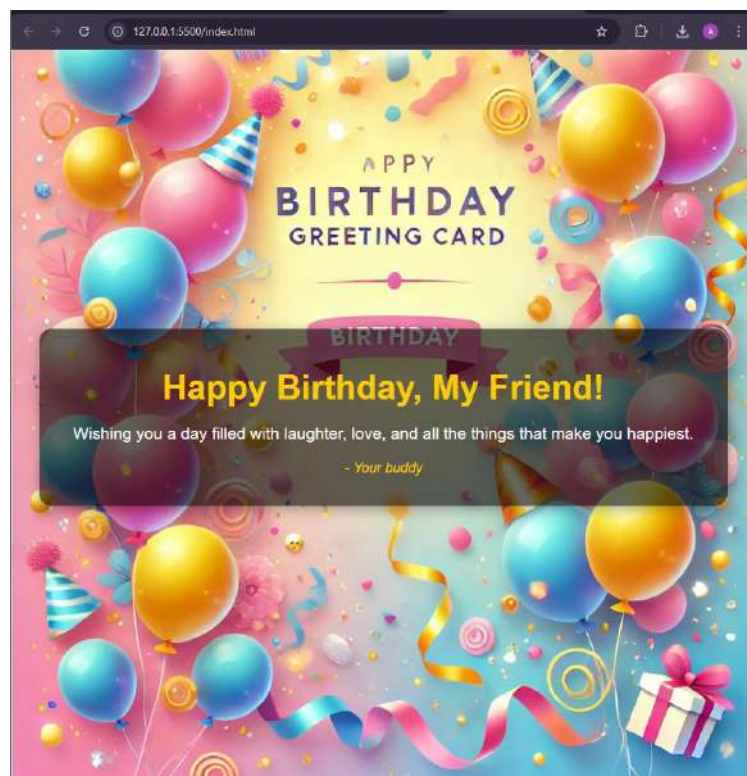 127.0.0.1:5500/index.html
APPY
BIRTHDAY
GREETING CARD
BIRTHDAY
Happy Birthday, My Friend!
Wishing you a day filled with laughter, love, and all the things that make you happiest.
- Your buddy